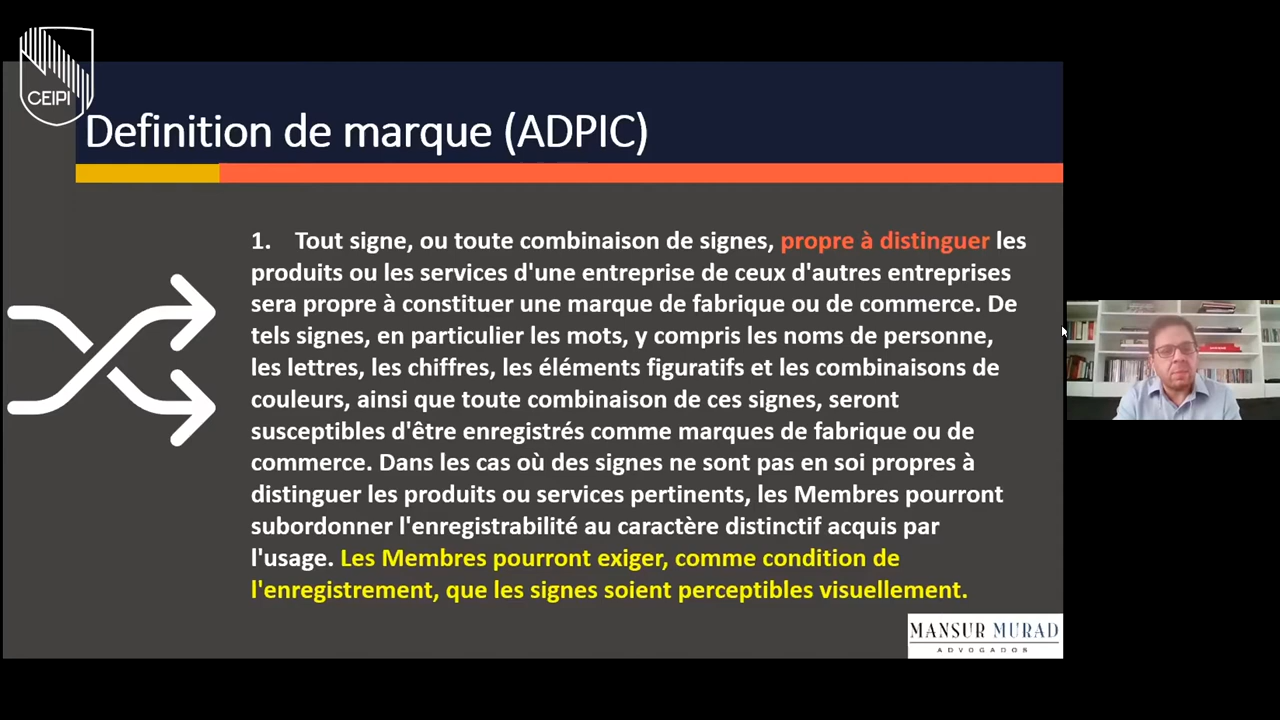 CEIPI
Definition de marque (ADPIC)
1. Tout signe, ou toute combinaison de signes, propre à distinguer les
produits ou les services d'une entreprise de ceux d'autres entreprises
sera propre à constituer une marque de fabrique ou de commerce. De
tels signes, en particulier les mots, y compris les noms de personne,
les lettres, les chiffres, les éléments figuratifs et les combinaisons de
couleurs, ainsi que toute combinaison de ces signes, seront
susceptibles d'être enregistrés comme marques de fabrique ou de
commerce. Dans les cas où des signes ne sont pas en soi propres à
distinguer les produits ou services pertinents, les Membres pourront
subordonner l'enregistrabilité au caractère distinctif acquis par
l'usage. Les Membres pourront exiger, comme condition de
l'enregistrement, que les signes soient perceptibles visuellement.
MANSUR MURAD
ADVOGADOS